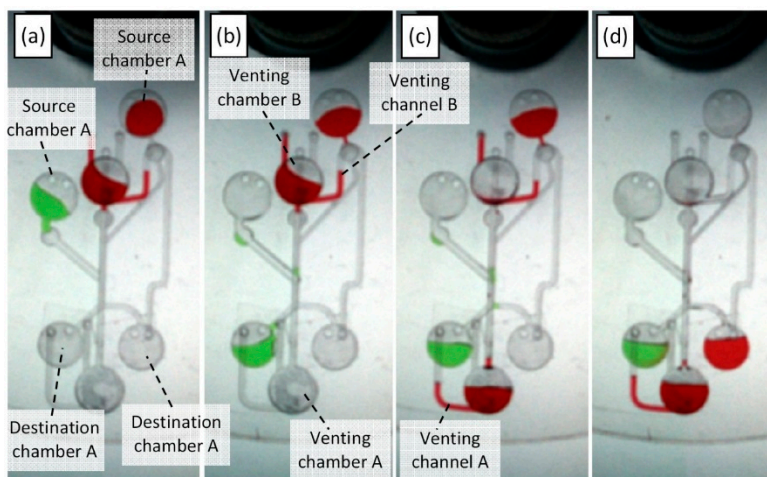 (a)
Source
chamber A
Source
chamber A
Destination
chamber A
Destination
chamber A
(b)
Venting
chamber B
Venting
channel B
Venting
chamber A
(c)
Venting
channel A
(d)